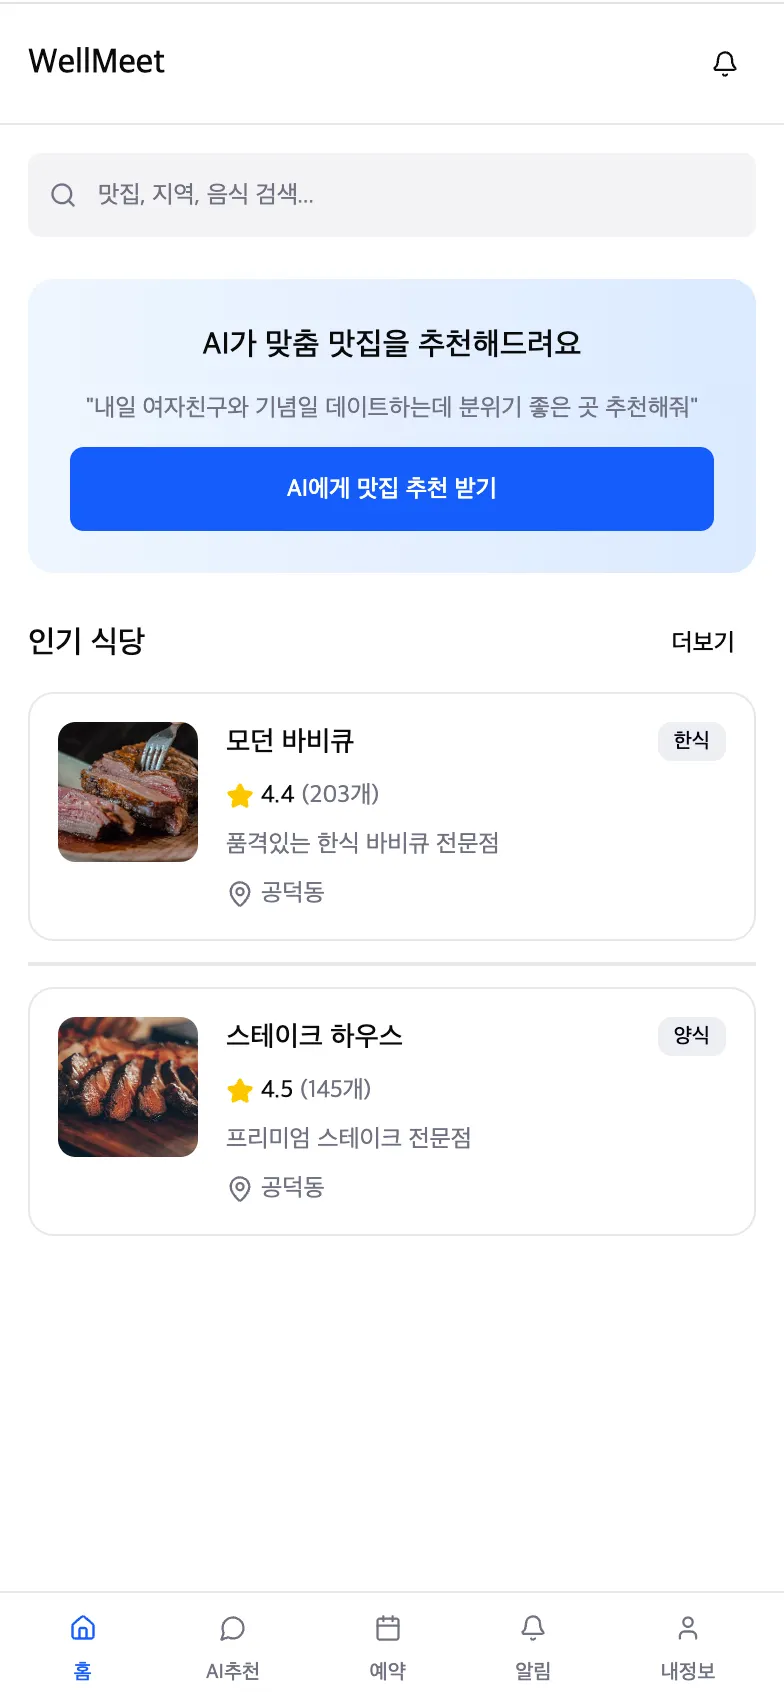 WellMeet
맛집, 지역, 음식 검색...
AI가 맞춤 맛집을 추천해드려요
"내일 여자친구와 기념일 데이트하는데 분위기 좋은 곳 추천해줘"
AI에게 맛집 추천 받기
인기 식당
더보기
모던 바비큐
한식
4.4 (203개)
품격있는 한식 바비큐 전문점
공덕동
스테이크 하우스
양식
4.5 (145개)
프리미엄 스테이크 전문점
공덕동
홈
AI추천
예약
알림
내정보